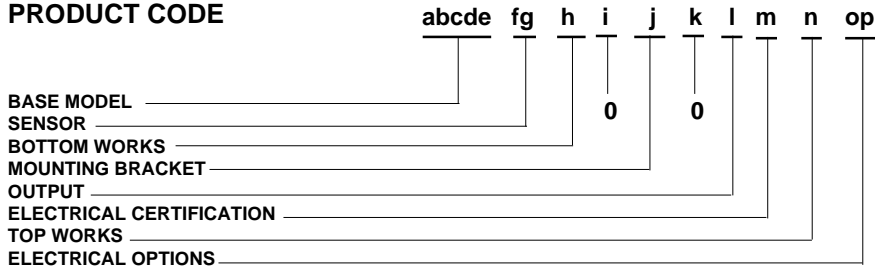 PRODUCT CODE abcde fg h i j k l m n op
BASE MODEL
0 0
SENSOR
BOTTOM WORKS
MOUNTING BRACKET
OUTPUT
ELECTRICAL CERTIFICATION
TOP WORKS
ELECTRICAL OPTIONS